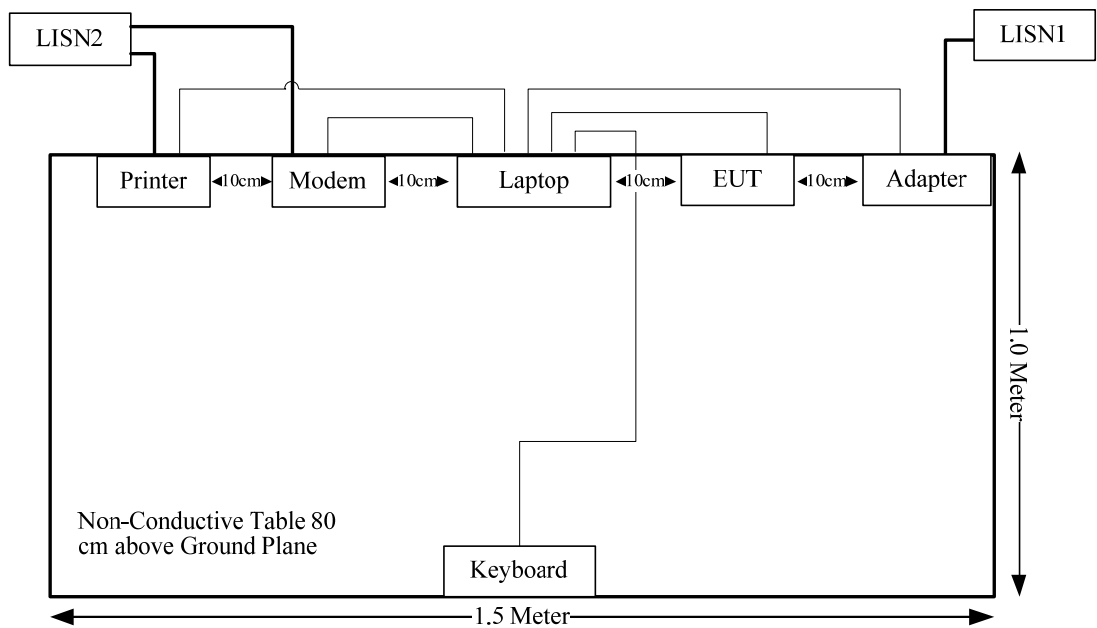 LISN2
LISN1
Printer
10cm
Modem
10cm
Laptop
10cm
EUT
10cm
Adapter
1.0 Meter
Non-Conductive Table 80
cm above Ground Plane
Keyboard
1.5 Meter